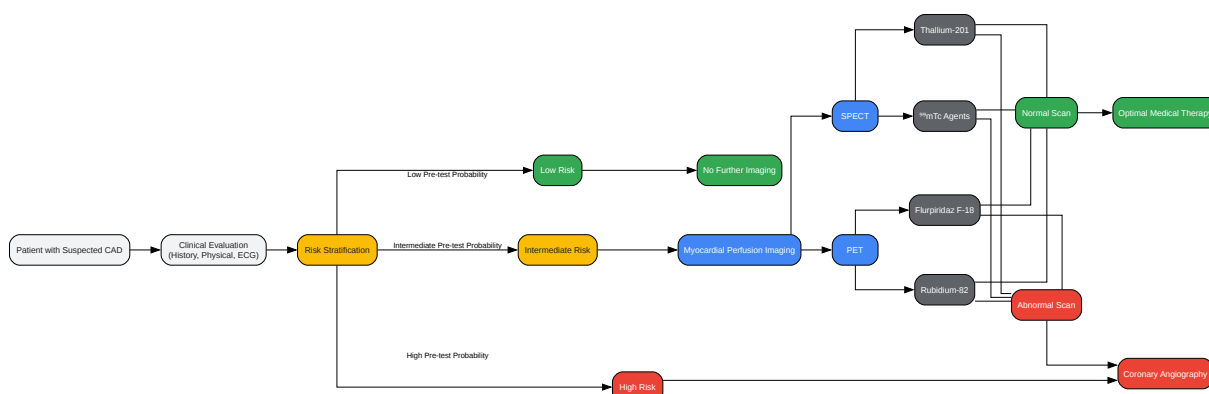 Thallium-201
SPECT
⁹⁹mTc Agents
Normal Scan
Optimal Medical Therapy
Low Pre-test Probability
Low Risk
No Further Imaging
Flurpiridaz F-18
Patient with Suspected CAD
Clinical Evaluation
(History, Physical, ECG)
Risk Stratification
Intermediate Pre-test Probability
Intermediate Risk
Myocardial Perfusion Imaging
PET
Rubidium-82
Abnormal Scan
High Pre-test Probability
High Risk
Coronary Angiography